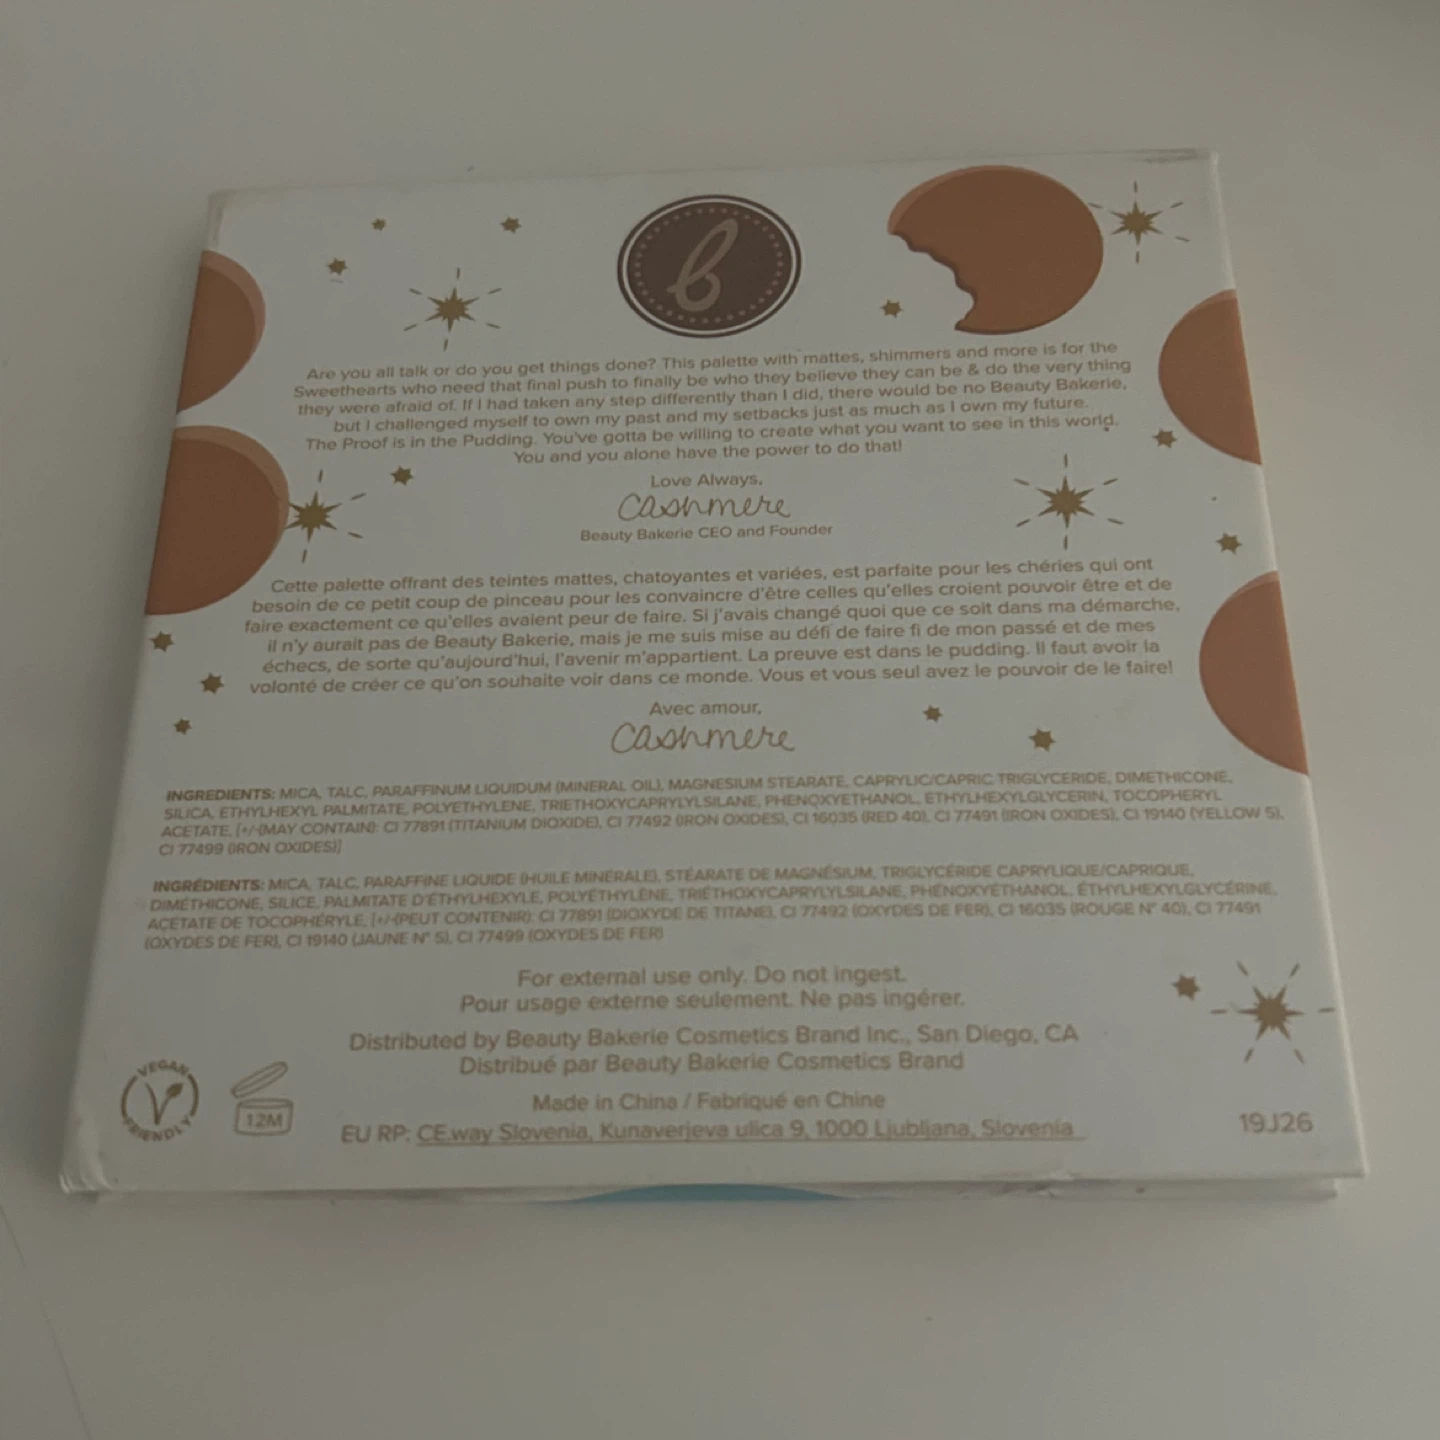 b
Are you all talk or do you get things done? This palette with mattes, shimmers and more is for the
Sweethearts who need that final push to finally be who they believe they can be & do the very thing
they were afraid of. If I had taken any step differently than I did, there would be no Beauty Bakerie,
but I challenged myself to own my past and my setbacks just as much as I own my future.
The Proof is in the Pudding. You've gotta be willing to create what you want to see in this world.
You and you alone have the power to do that!
Love Always,
Cashmere
Beauty Bakerie CEO and Founder
Cette palette offrant des teintes mattes, chatoyantes et variées, est parfaite pour les chéries qui ont
besoin de ce petit coup de pinceau pour les convaincre d'être celles qu'elles croient pouvoir être et de
faire exactement ce qu'elles avaient peur de faire. Si j'avais changé quoi que ce soit dans ma démarche,
il n'y aurait pas de Beauty Bakerie, mais je me suis mise au défi de faire fi de mon passé et de mes
échecs, de sorte qu'aujourd'hui, l'avenir m'appartient. La preuve est dans le pudding. Il faut avoir la
volonté de créer ce qu'on souhaite voir dans ce monde. Vous et vous seul avez le pouvoir de le faire!
Avec amour,
Cashmere
INGREDIENTS: MICA, TALC, PARAFFINUM LIQUIDUM (MINERAL OIL), MAGNESIUM STEARATE, CAPRYLIC/CAPRIC TRIGLYCERIDE, DIMETHICONE,
SILICA, ETHYLHEXYL PALMITATE, POLYETHYLENE, TRIETHOXYCAPRYLYLSILANE, PHENOXYETHANOL, ETHYLHEXYLGLYCERIN, TOCOPHERYL
ACETATE, [+/-(MAY CONTAIN): CI 77891 (TITANIUM DIOXIDE), CI 77492 (IRON OXIDES), CI 16035 (RED 40), CI 77491 (IRON OXIDES), CI 19140 (YELLOW 5),
CI 77499 (IRON OXIDES)]
INGRÉDIENTS: MICA, TALC, PARAFFINE LIQUIDE (HUILE MINÉRALE), STÉARATE DE MAGNÉSIUM, TRIGLYCÉRIDE CAPRYLIQUE/CAPRIQUE,
DIMÉTHICONE, SILICE, PALMITATE D'ÉTHYLHEXYLE, POLYÉTHYLÈNE, TRIÉTHOXYCAPRYLYLSILANE, PHÉNOXYÉTHANOL, ÉTHYLHEXYLGLYCÉRINE,
ACÉTATE DE TOCOPHÉRYLE, [+/-(PEUT CONTENIR): CI 77891 (DIOXYDE DE TITANE), CI 77492 (OXYDES DE FER), CI 16035 (ROUGE N° 40), CI 77491
(OXYDES DE FER), CI 19140 (JAUNE N° 5), CI 77499 (OXYDES DE FER)
For external use only. Do not ingest.
Pour usage externe seulement. Ne pas ingérer.
Distributed by Beauty Bakerie Cosmetics Brand Inc., San Diego, CA
Distribué par Beauty Bakerie Cosmetics Brand
VEGAN
FRIENDLY
12M
Made in China / Fabriqué en Chine
EU RP: CE.way Slovenia, Kunaverjeva ulica 9, 1000 Ljubljana, Slovenia
19J26